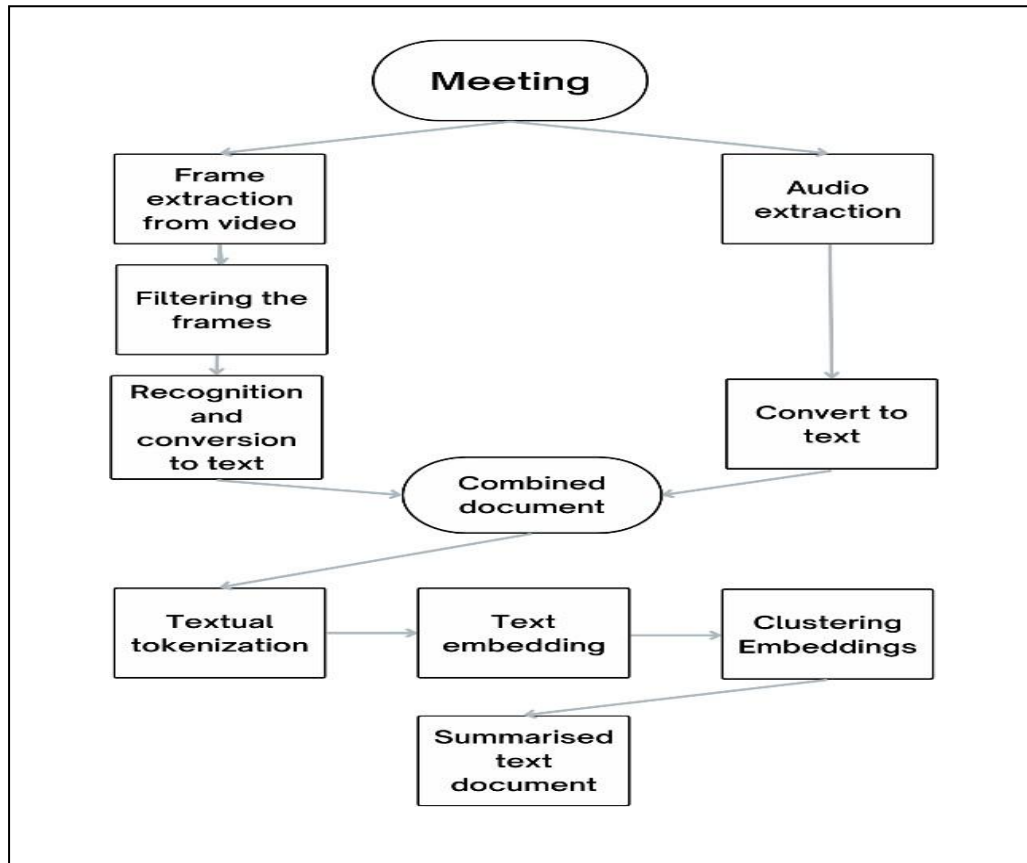 Meeting
Frame
extraction
from video
Audio
extraction
Filtering the
frames
Recognition
and
conversion
to text
Convert to
text
Combined
document
Textual
tokenization
Text
embedding
Clustering
Embeddings
Summarised
text
document